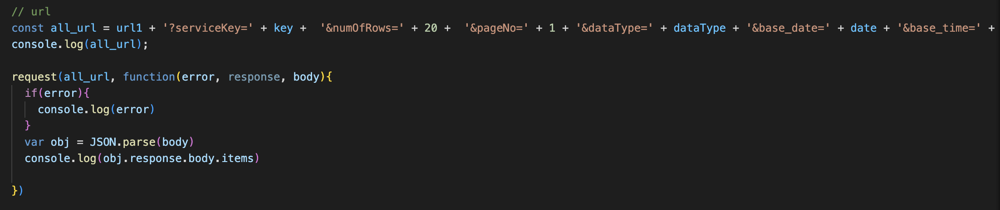 // url
const all_url = url1 + '?serviceKey=' + key +  '&numOfRows=' + 20 +  '&pageNo=' + 1 + '&dataType=' + dataType + '&base_date=' + date + '&base_time=' +
console.log(all_url);
request(all_url, function(error, response, body){
if(error){
console.log(error)
}
var obj = JSON.parse(body)
console.log(obj.response.body.items)
})